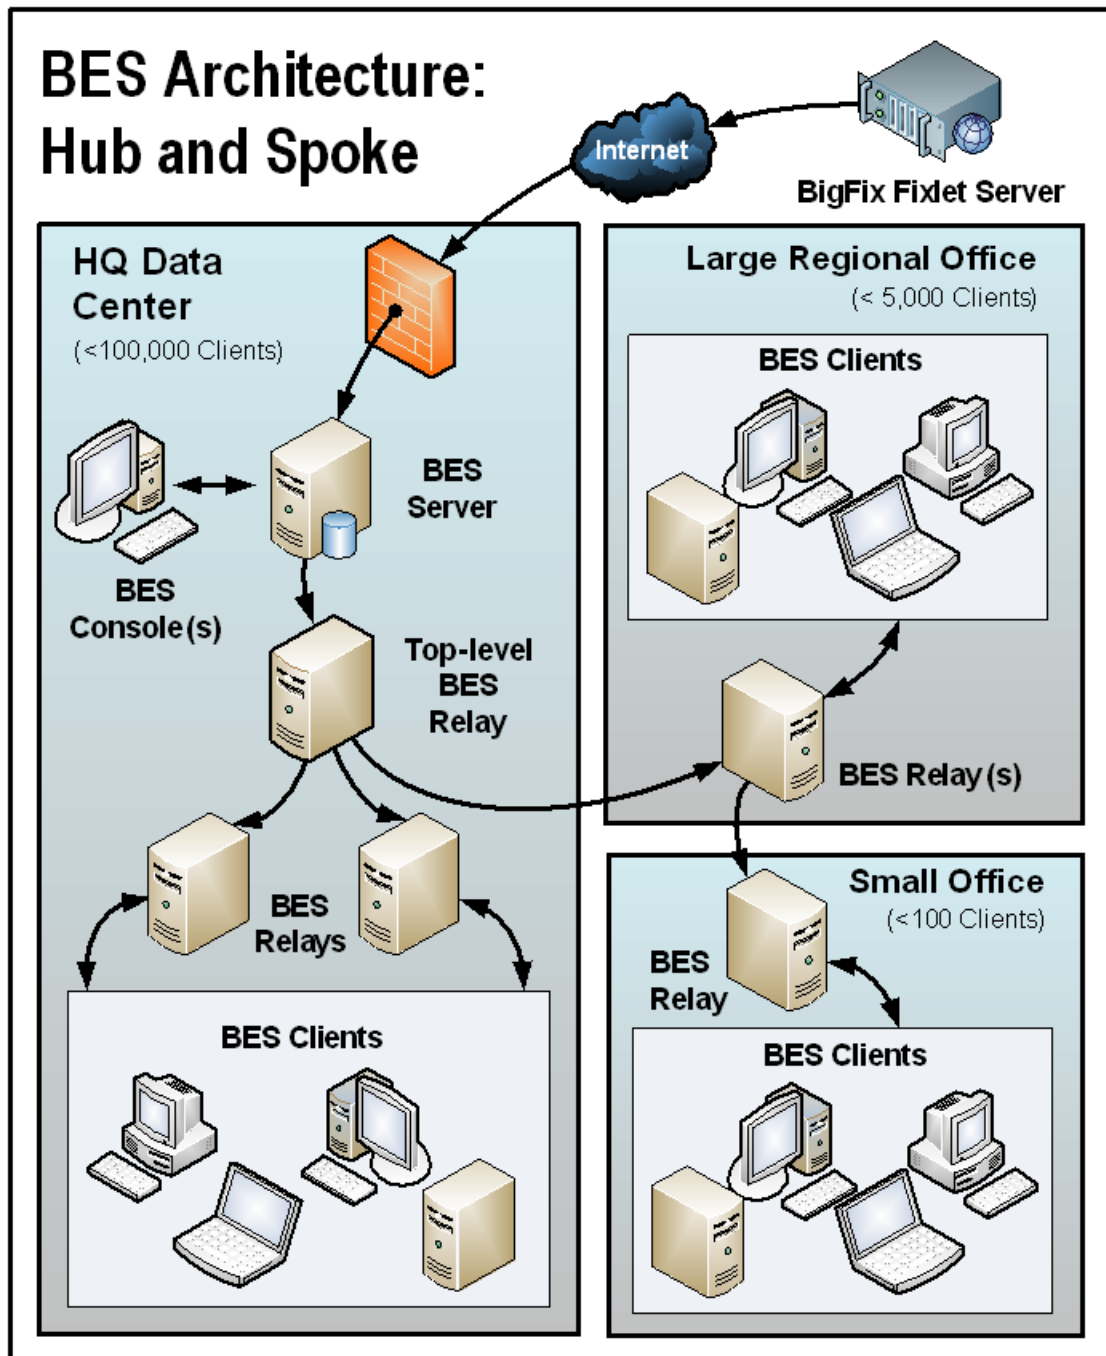 BES Architecture:
Hub and Spoke
Internet
BigFix Fixlet Server
HQ Data
Center
(<100,000 Clients)
BES
Server
BES
Console(s)
Top-level
BES
Relay
BES
Relays
BES Clients
Large Regional Office
(< 5,000 Clients)
BES Clients
BES Relay(s)
Small Office
(<100 Clients)
BES
Relay
BES Clients